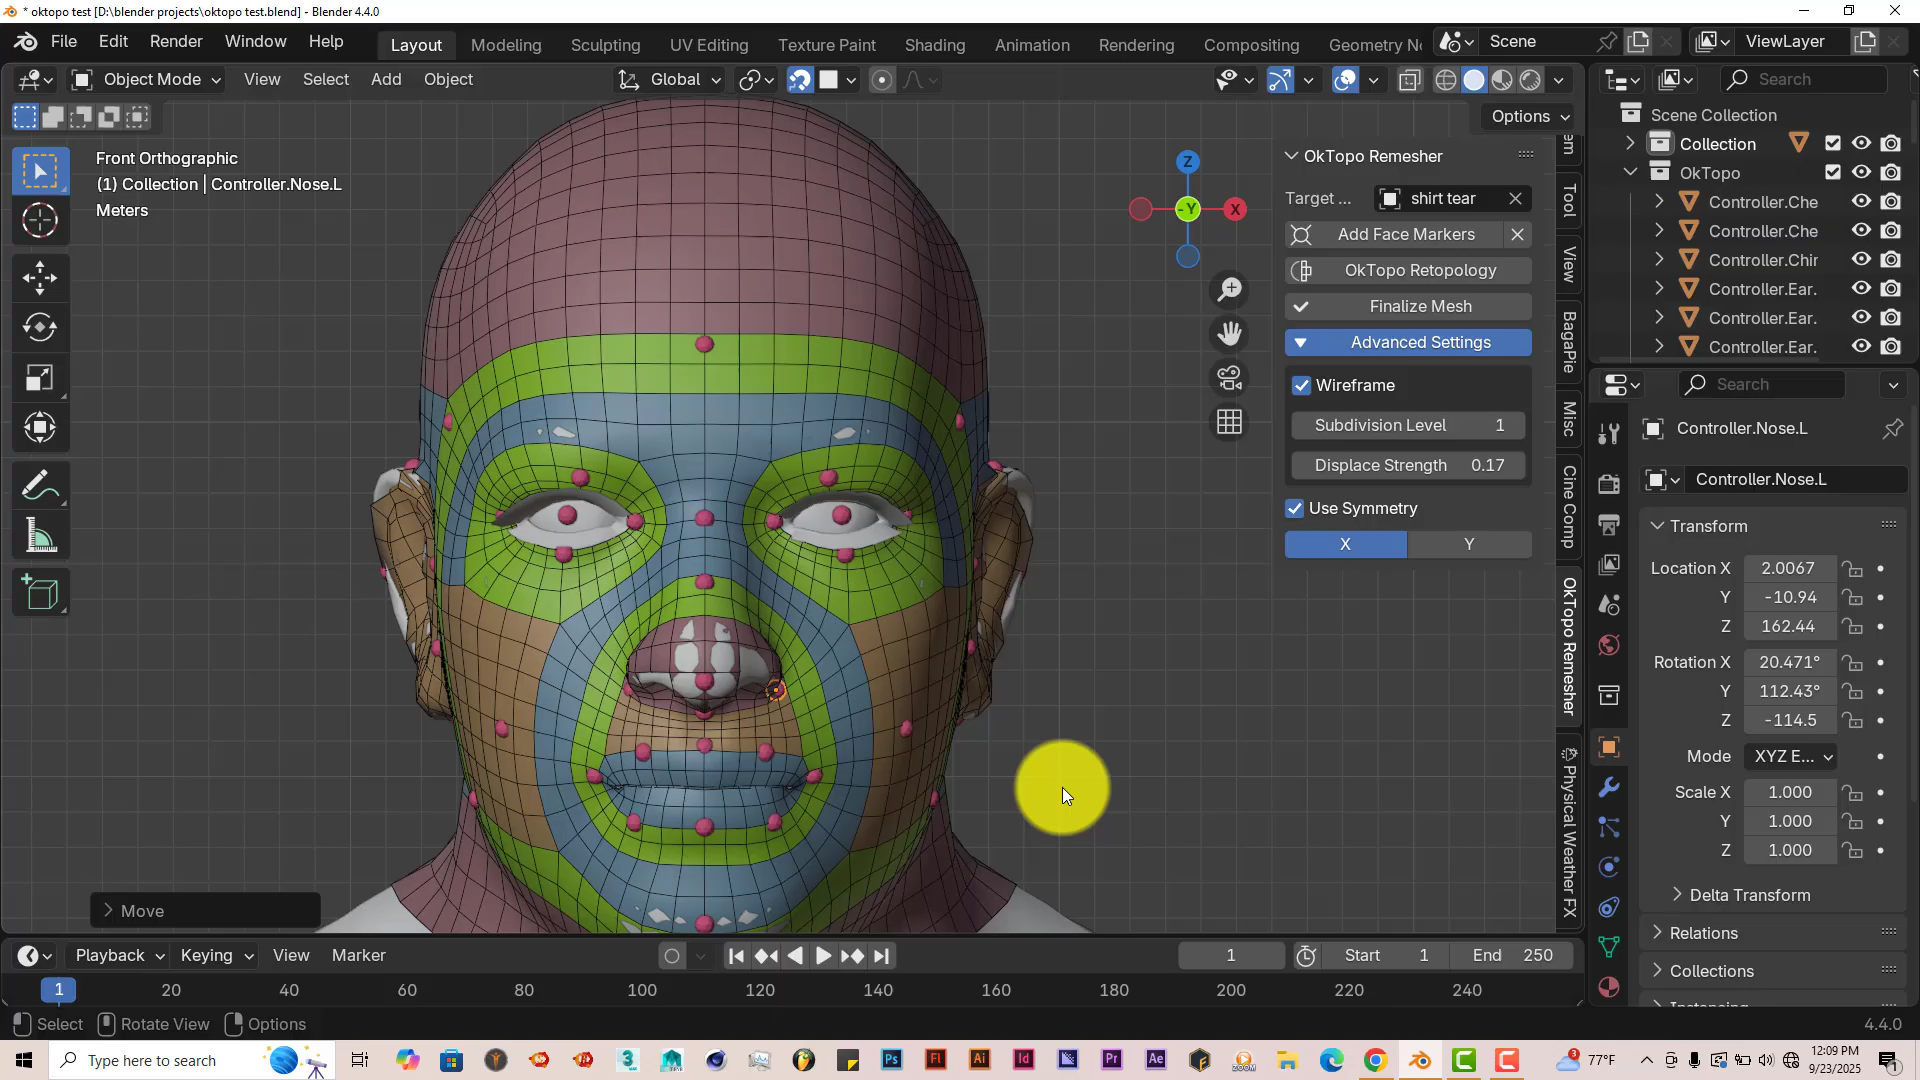 * oktopo test [D:\blender projects\oktopo test.blend] - Blender 4.4.0
File Edit Render Window Help Layout Modeling Sculpting UV Editing Texture Paint Shading Animation Rendering Compositing Geometry No Scene ViewLayer
Object Mode View Select Add Object Global Search
Options
Front Orthographic
(1) Collection | Controller.Nose.L
Meters
Z
-Y
X
OkTopo Remesher
Target ... shirt tear
Add Face Markers
OkTopo Retopology
Finalize Mesh
Advanced Settings
Wireframe
Subdivision Level 1
Displace Strength 0.17
Use Symmetry
X Y
em
Tool
View
BagaPie
Misc
Cine Comp
OkTopo Remesher
Physical Weather FX
Scene Collection
Collection
OkTopo
Controller.Che
Controller.Che
Controller.Chir
Controller.Ear.
Controller.Ear.
Controller.Ear.
Search
Controller.Nose.L
Controller.Nose.L
Transform
Location X 2.0067
Y -10.94
Z 162.44
Rotation X 20.471°
Y 112.43°
Z -114.5
Mode XYZ E...
Scale X 1.000
Y 1.000
Z 1.000
Delta Transform
Relations
Collections
Move
Playback Keying View Marker 1 Start 1 End 250
1 20 40 60 80 100 120 140 160 180 200 220 240
Select Rotate View Options 4.4.0
Type here to search
3 77°F
12:09 PM
9/23/2025